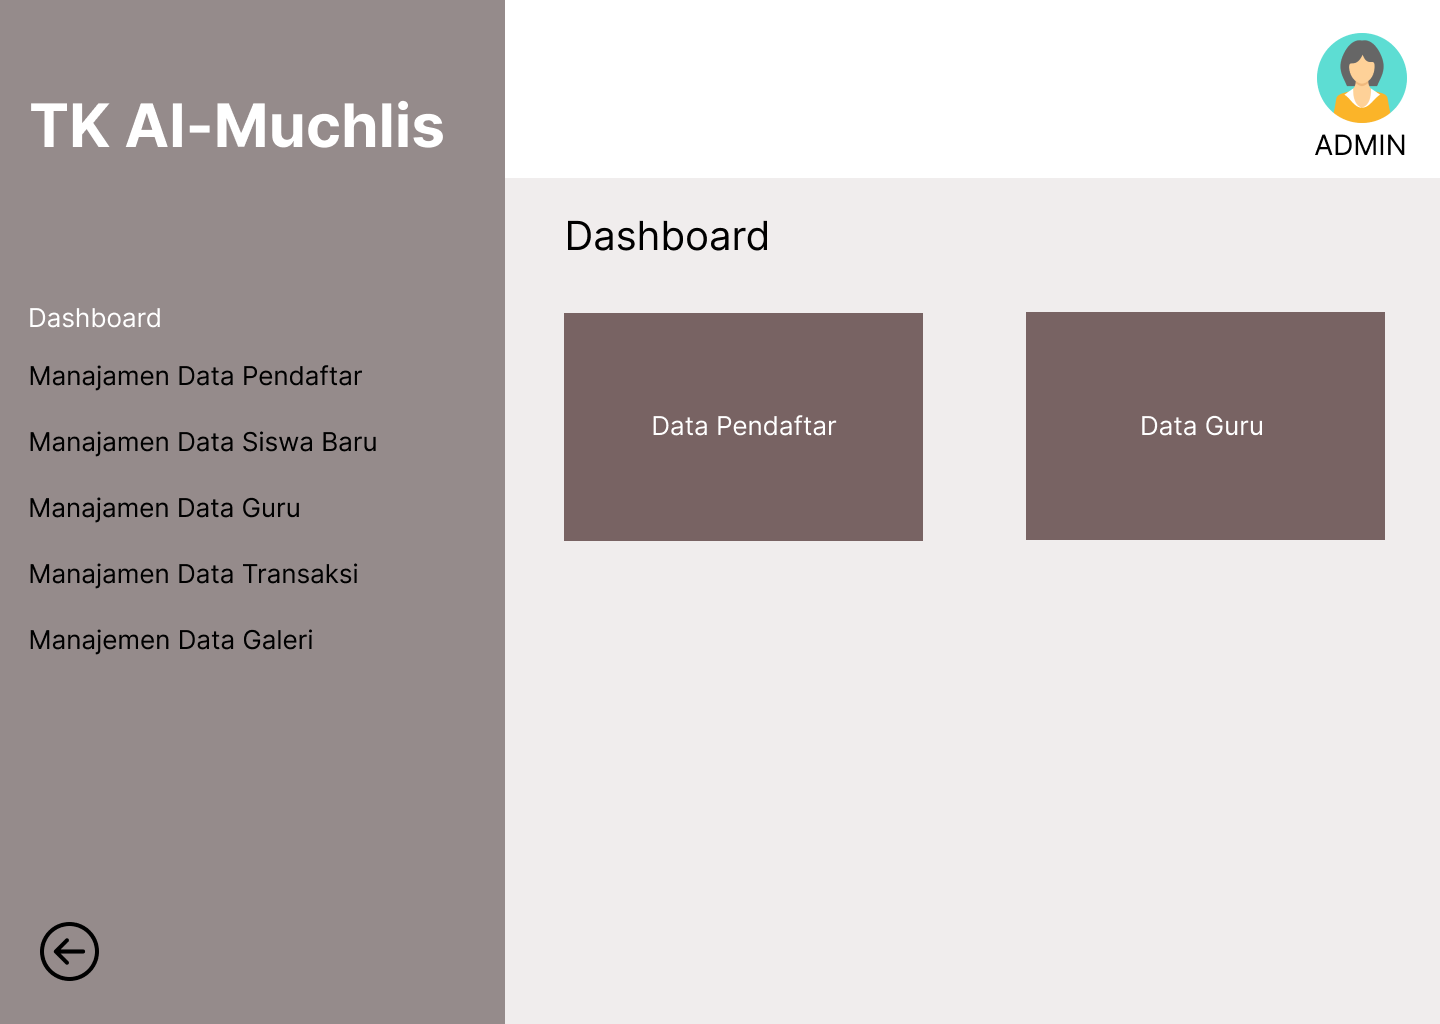 TK Al-Muchlis
ADMIN
Dashboard
Dashboard
Manajamen Data Pendaftar
Manajamen Data Siswa Baru
Manajamen Data Guru
Manajamen Data Transaksi
Manajemen Data Galeri
Data Pendaftar
Data Guru